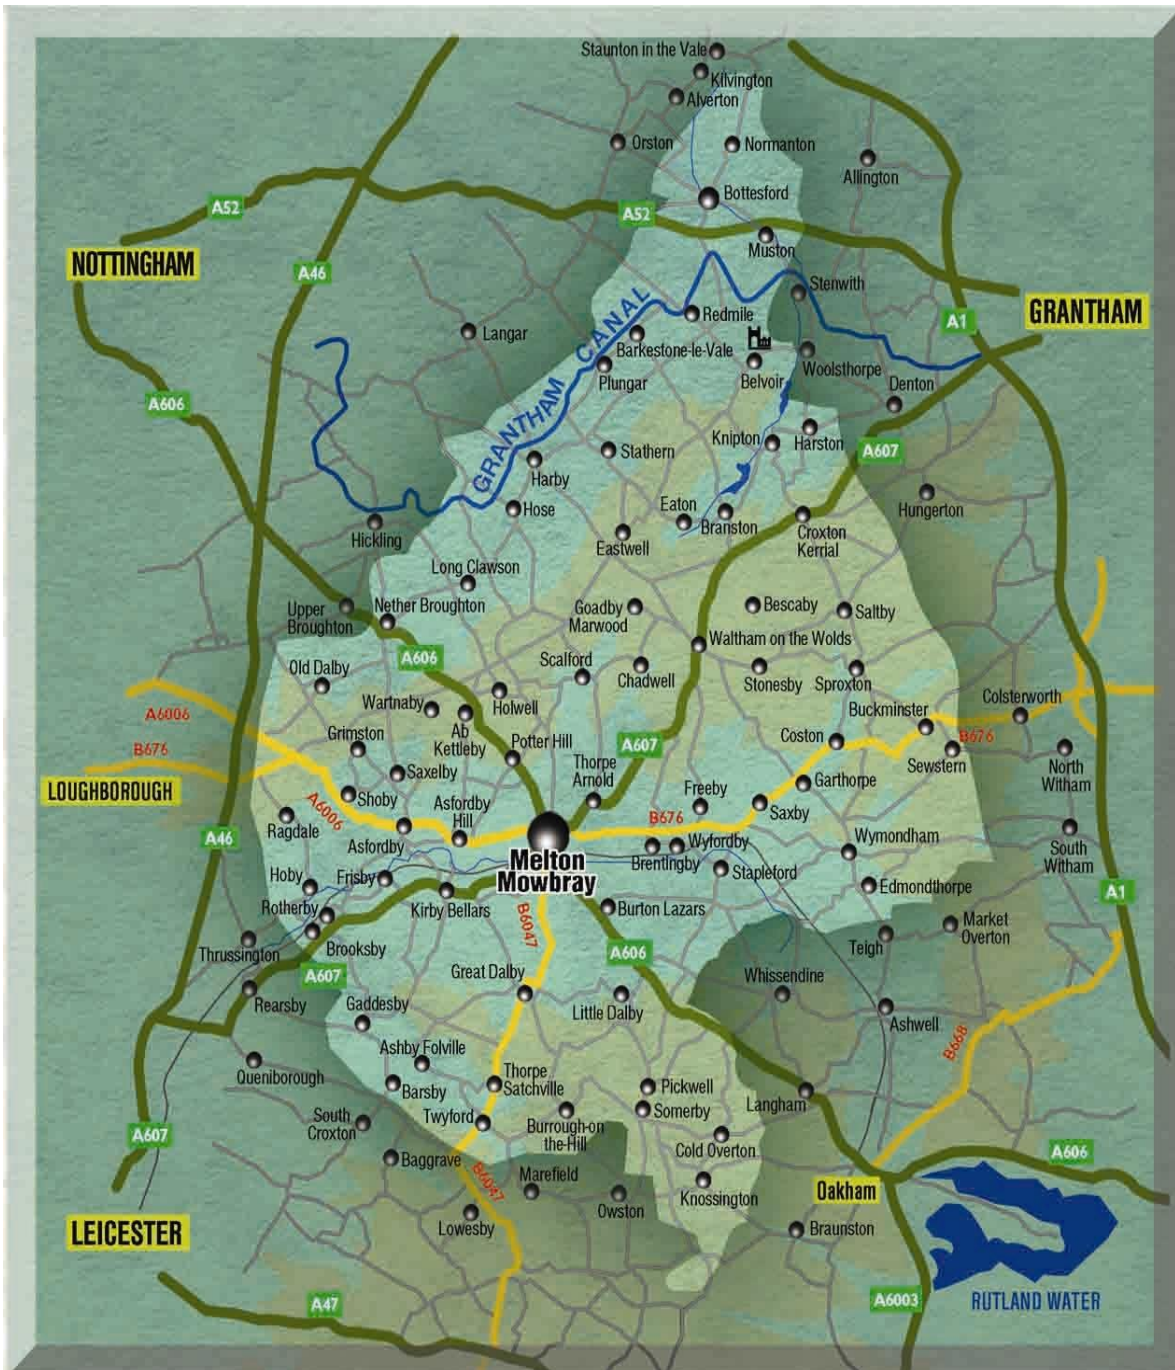 Staunton in the Vale
Kilvington
Alverton
Orston
Normanton
Allington
Bottesford
A52
A52
NOTTINGHAM
A46
Muston
Stenwith
GRANTHAM
A1
Redmile
Langar
GRANTHAM CANAL
Barkestone-le-Vale
Woolsthorpe
Plungar
Belvoir
Denton
A606
Knipton
Harston
A607
Stathern
Harby
Hungerton
Eaton
Hose
Branston
Hickling
Eastwell
Croxton
Kerrial
Long Clawson
Upper
Broughton
Nether Broughton
Goadby
Marwood
Bescaby
Saltby
Waltham on the Wolds
A606
Scalford
Old Dalby
Chadwell
Stonesby
Sproxton
Colsterworth
Wartnaby
Holwell
A6006
Ab
Kettleby
Buckminster
Grimston
Potter Hill
A607
Coston
B676
B676
Thorpe
Arnold
Sewstern
North
Witham
Saxelby
Garthorpe
LOUGHBOROUGH
Shoby
A6006
Asfordby
Hill
Freeby
Saxby
B676
Ragdale
A46
Asfordby
Wyfordby
Wymondham
South
Witham
Brentingby
Melton
Mowbray
Hoby
Frisby
Stapleford
Edmondthorpe
A1
Rotherby
Kirby Bellars
Burton Lazars
B6047
Market
Overton
Thrussington
Brooksby
Teigh
A606
A607
Great Dalby
Whissendine
Rearsby
Gaddesby
Little Dalby
Ashwell
B668
Ashby Folville
Queniborough
Barsby
Thorpe
Satchville
Pickwell
Langham
Somerby
South
Croxton
Twyford
Burrough-on
the-Hill
A607
Cold Overton
A606
Baggrave
B6047
Marefield
Knossington
Oakham
Owston
Lowesby
Braunston
LEICESTER
A47
A6003
RUTLAND WATER